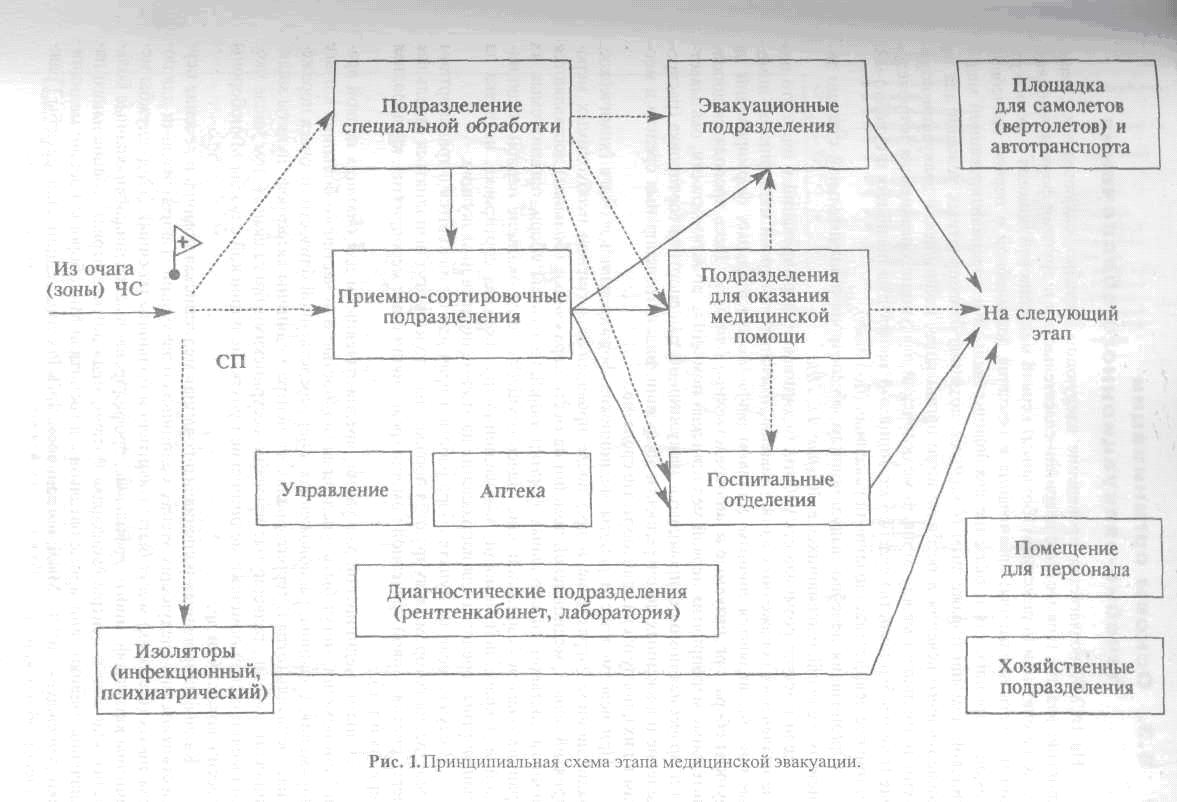 Подразделение
специальной обработки
Эвакуационные
подразделения
Площадка
для самолетов
(вертолетов) и
автотранспорта
Из очага
(зоны) ЧС
СП
Приемно-сортировочные
подразделения
Подразделения
для оказания
медицинской
помощи
На следующий
этап
Управление
Аптека
Госпитальные
отделения
Диагностические подразделения
(рентгенкабинет, лаборатория)
Помещение
для персонала
Изоляторы
(инфекционный,
психиатрический)
Хозяйственные
подразделения
Рис. 1. Принципиальная схема этапа медицинской эвакуации.